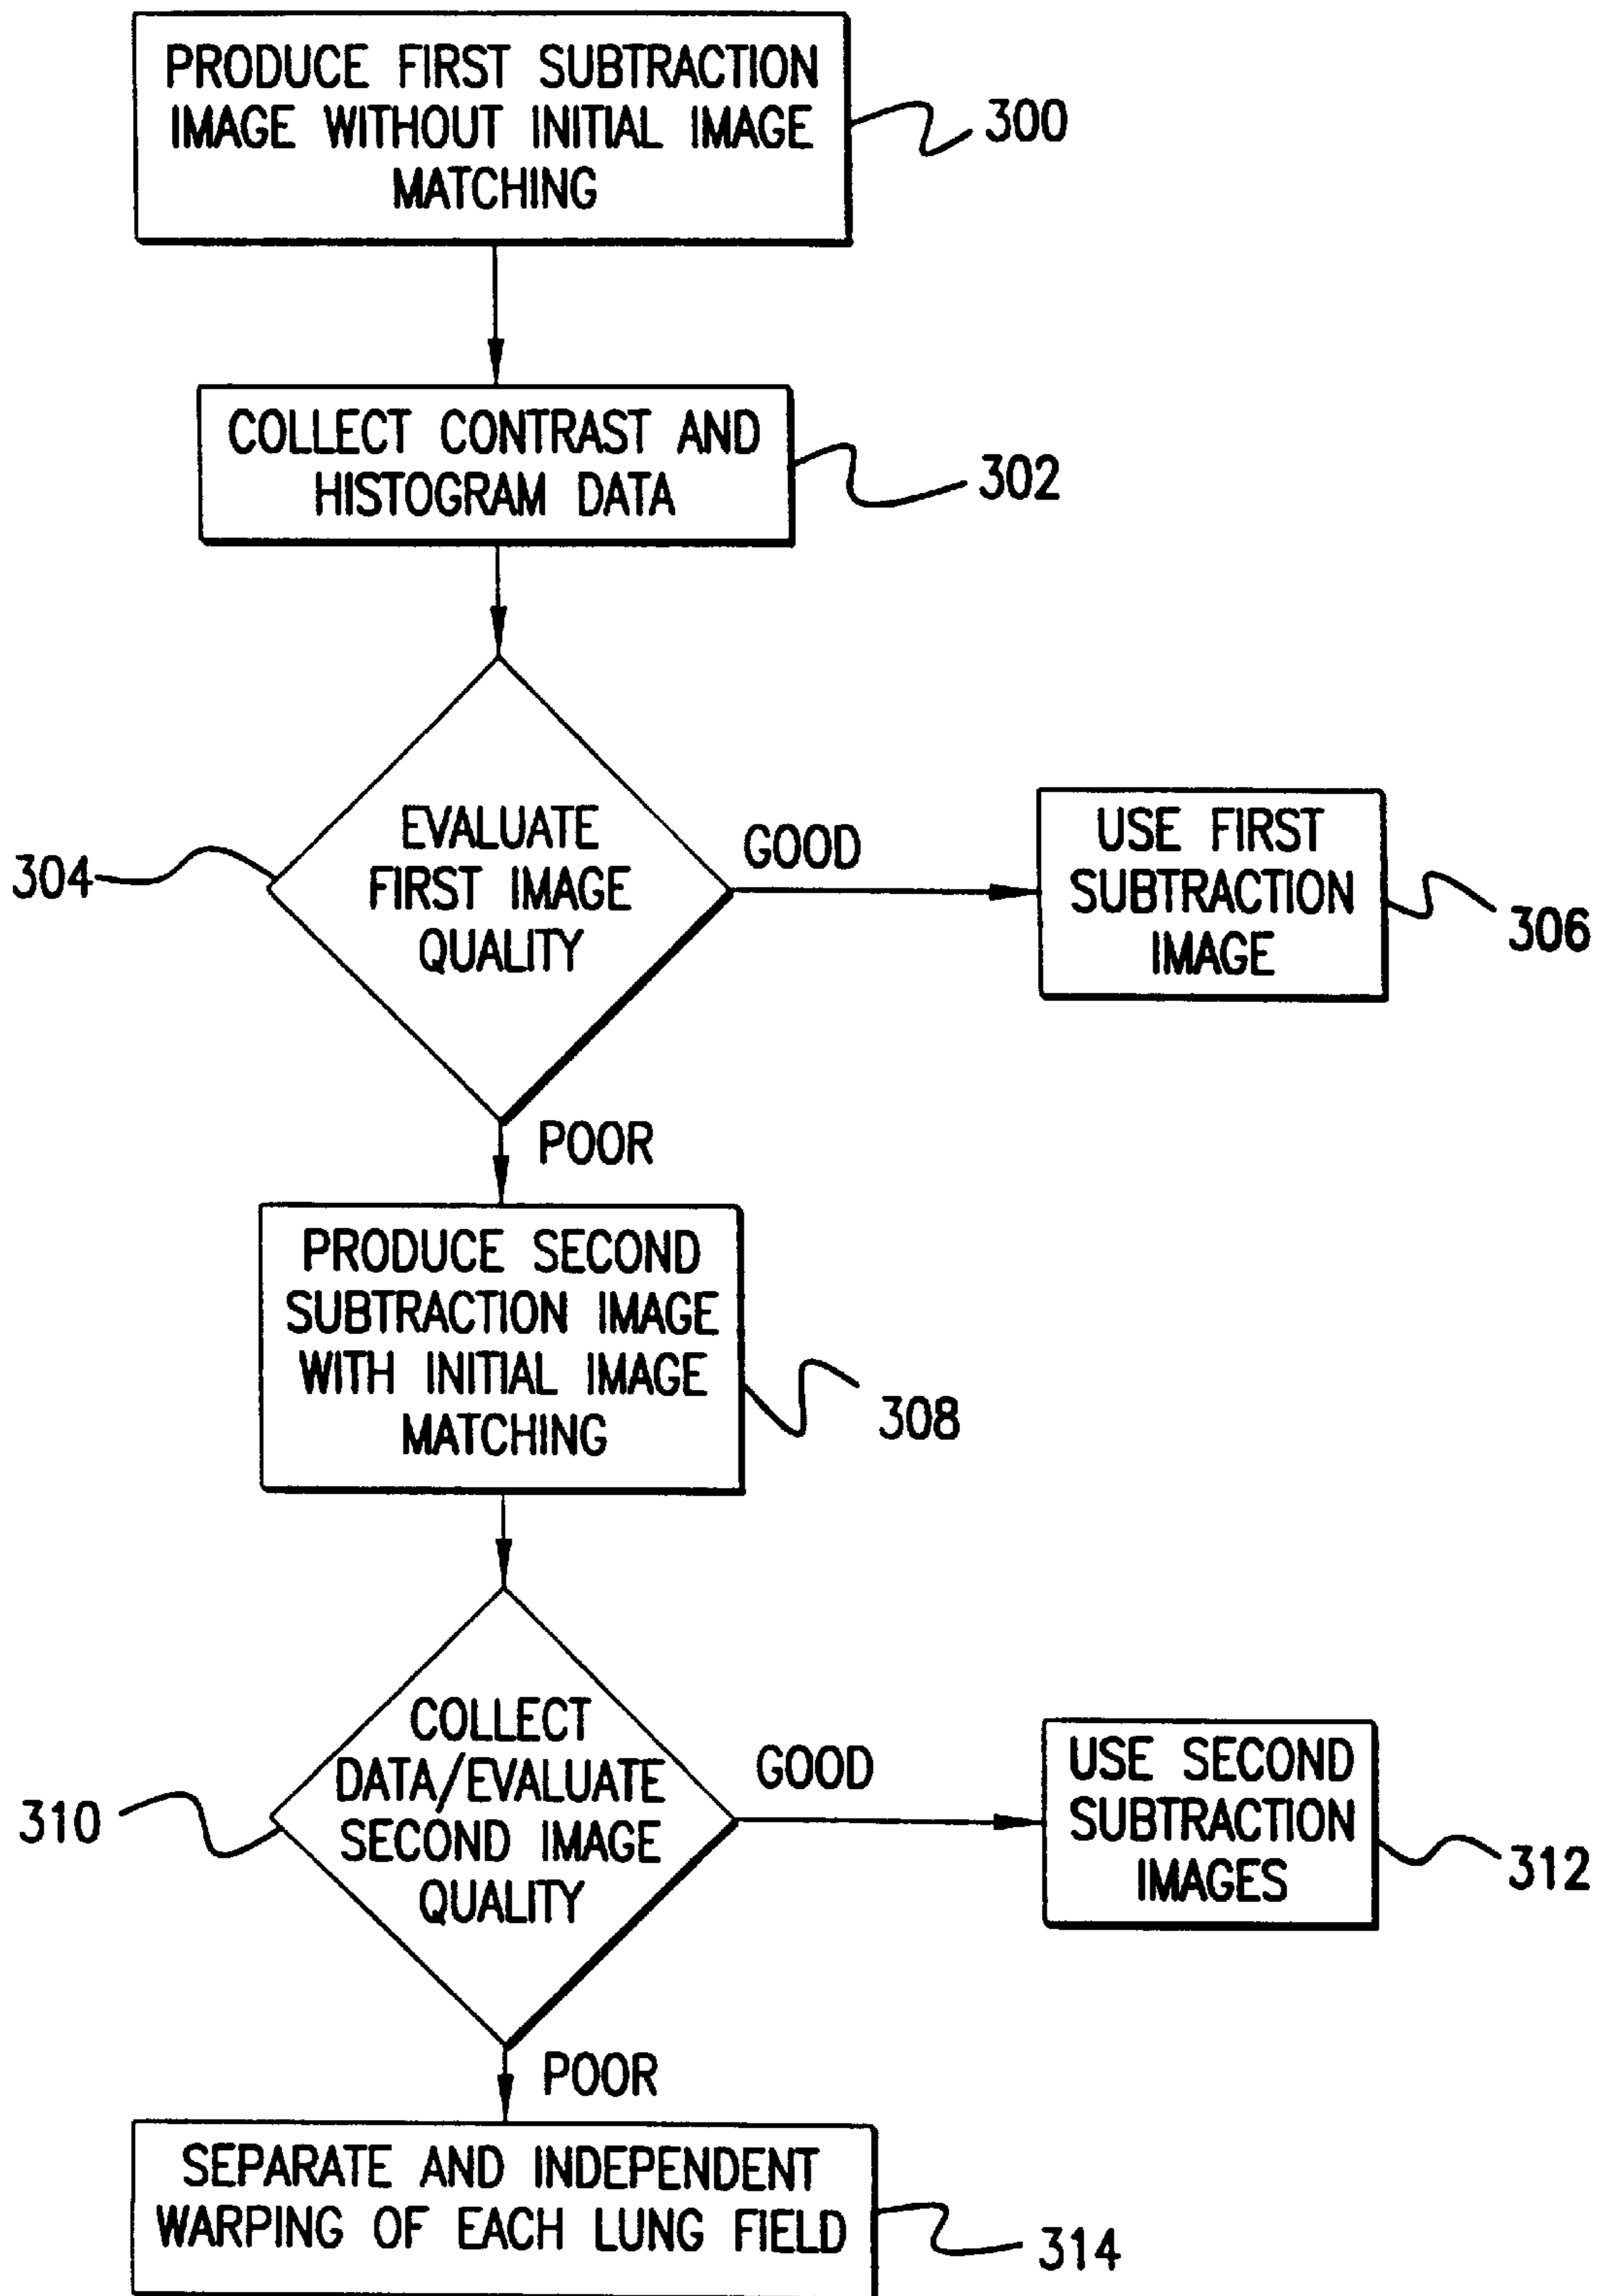 PRODUCE FIRST SUBTRACTION
IMAGE WITHOUT INITIAL IMAGE
MATCHING
300
COLLECT CONTRAST AND
HISTOGRAM DATA
302
EVALUATE
FIRST IMAGE
QUALITY
304
GOOD
USE FIRST
SUBTRACTION
IMAGE
306
POOR
PRODUCE SECOND
SUBTRACTION IMAGE
WITH INITIAL IMAGE
MATCHING
308
COLLECT
DATA/EVALUATE
SECOND IMAGE
QUALITY
310
GOOD
USE SECOND
SUBTRACTION
IMAGES
312
POOR
SEPARATE AND INDEPENDENT
WARPING OF EACH LUNG FIELD
314